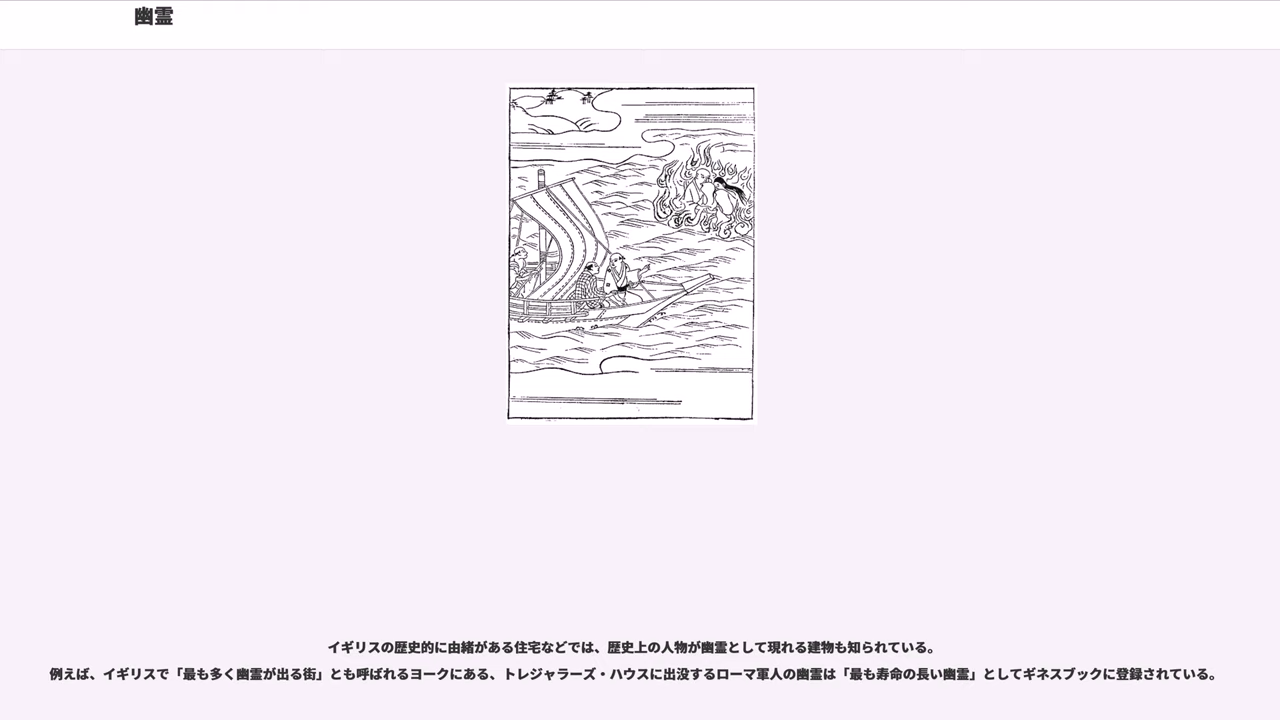 幽霊
イギリスの歴史的に由緒がある住宅などでは、歴史上の人物が幽霊として現れる建物も知られている。
例えば、イギリスで「最も多く幽霊が出る街」とも呼ばれるヨークにある、トレジャラーズ・ハウスに出没するローマ軍人の幽霊は「最も寿命の長い幽霊」としてギネスブックに登録されている。